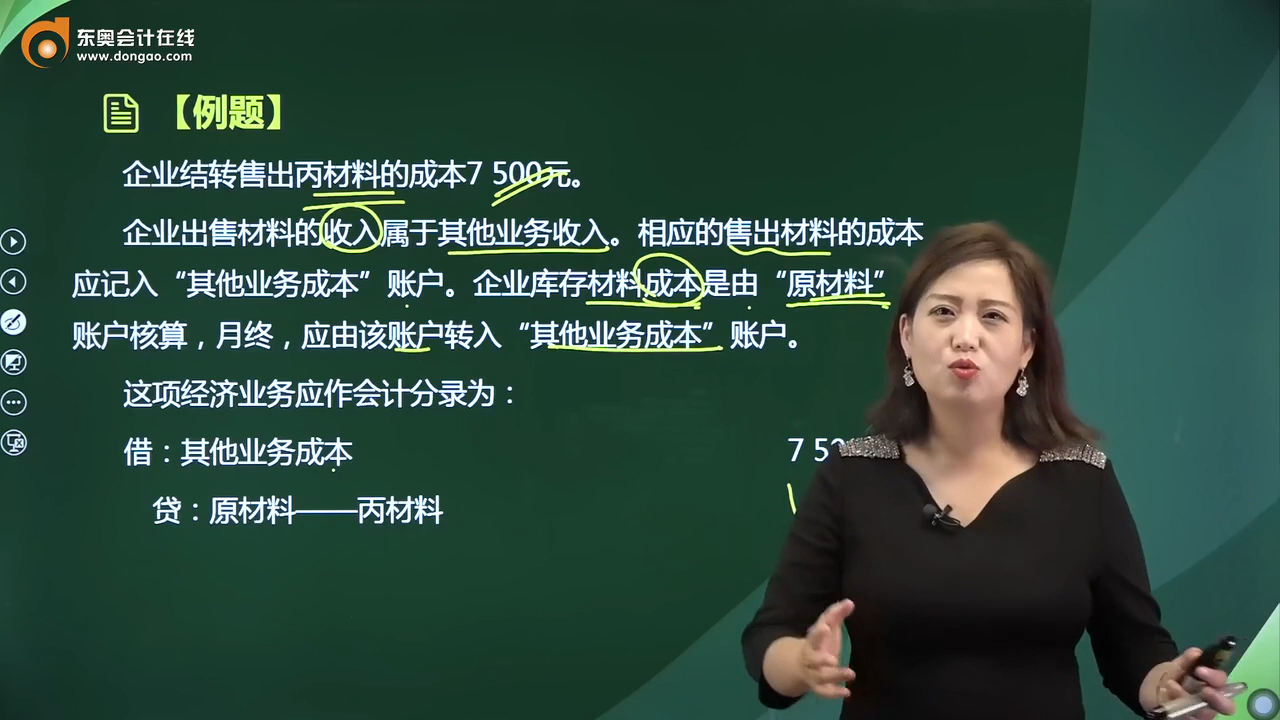 东奥会计在线
www.dongao.com
【例题】
企业结转售出丙材料的成本7 500元。
企业出售材料的收入属于其他业务收入。相应的售出材料的成本
应记入“其他业务成本”账户。企业库存材料成本是由“原材料”
账户核算，月终，应由该账户转入“其他业务成本”账户。
这项经济业务应作会计分录为：
借：其他业务成本 7 50
贷：原材料——丙材料